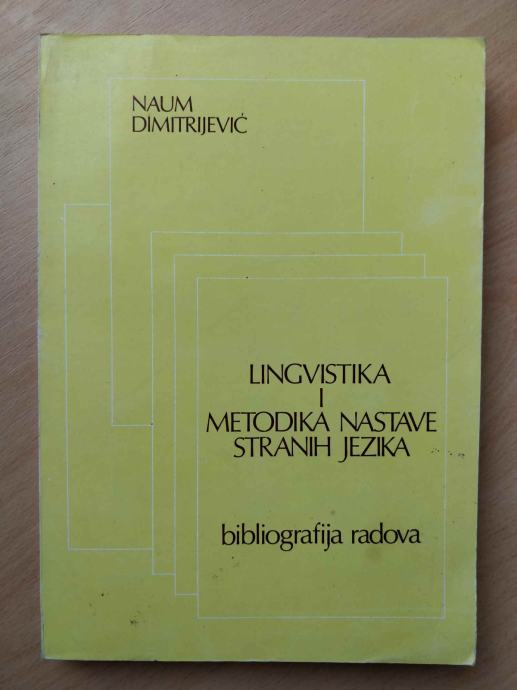 NAUM
DIMITRIJEVIĆ
LINGVISTIKA
I
METODIKA NASTAVE
STRANIH JEZIKA
bibliografija radova